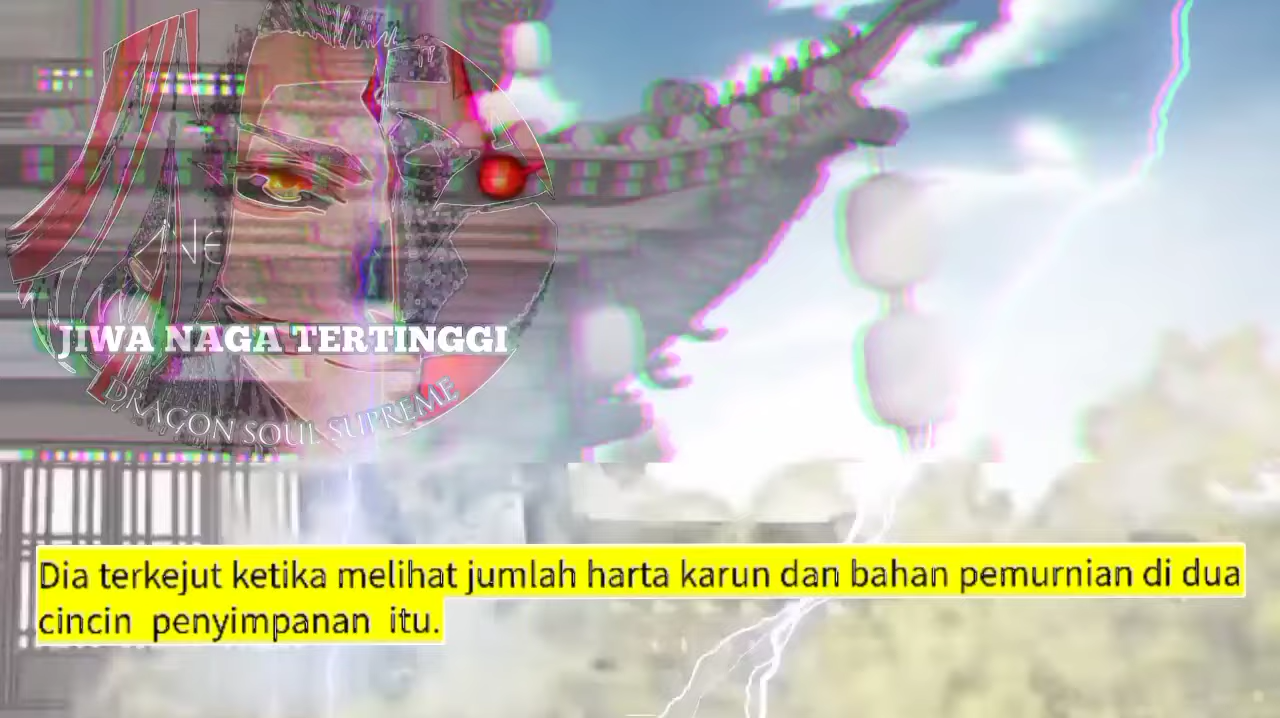 ANE
JIWA NAGA TERTINGGI
DRAGON SOUL SUPREME
Dia terkejut ketika melihat jumlah harta karun dan bahan pemurnian di dua
cincin penyimpanan itu.